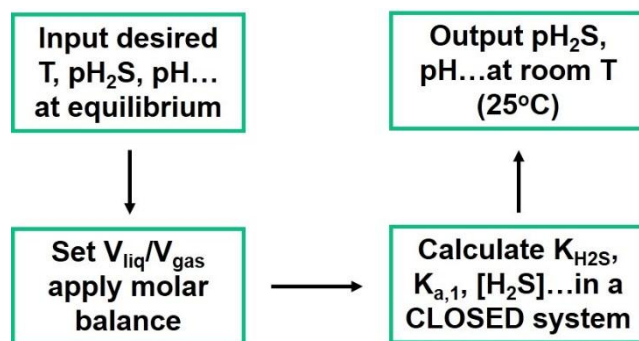 Input desired
T, pH₂S, pH...
at equilibrium
Set V_liq/V_gas
apply molar
balance
Calculate K_H2S,
K_a,1, [H₂S]...in a
CLOSED system
Output pH₂S,
pH...at room T
(25°C)